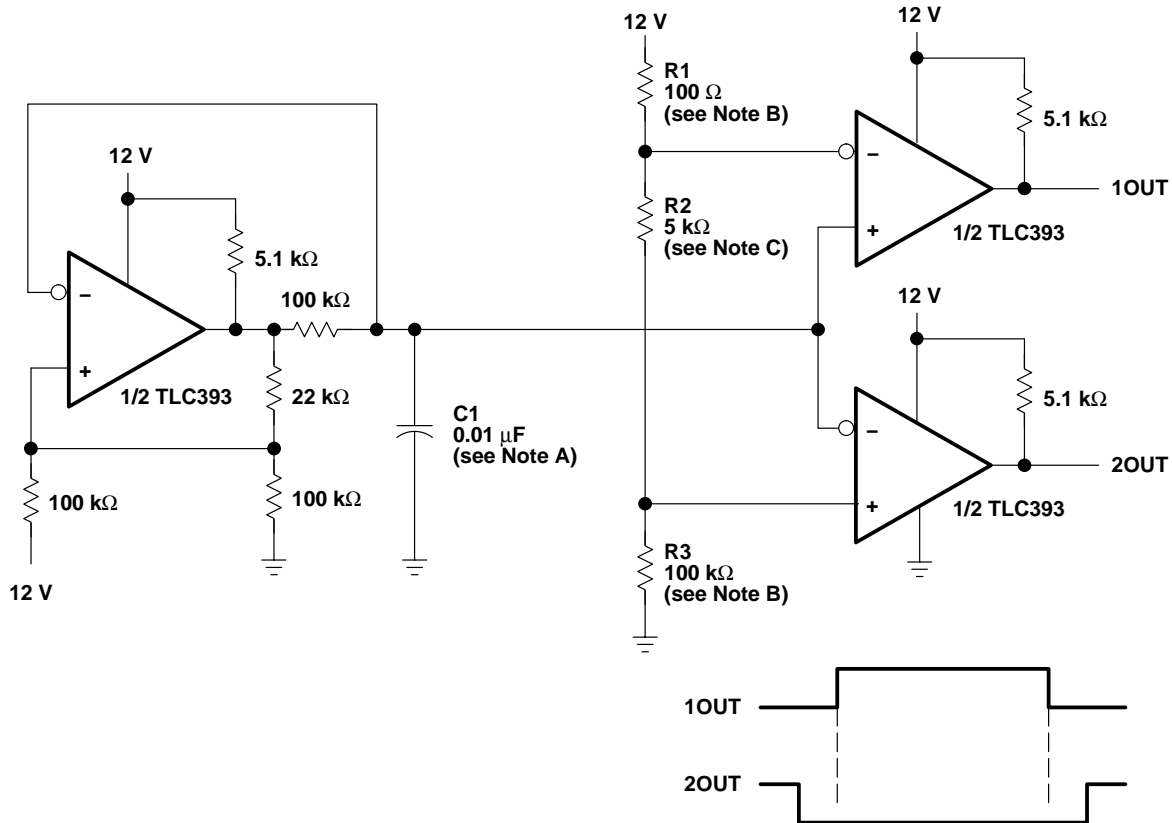 12 V
12 V
R1
100 Ω
(see Note B)
5.1 kΩ
12 V
−
1OUT
R2
5 kΩ
(see Note C)
+
1/2 TLC393
5.1 kΩ
−
100 kΩ
12 V
+
1/2 TLC393
22 kΩ
5.1 kΩ
C1
0.01 μF
(see Note A)
−
2OUT
100 kΩ
100 kΩ
+
1/2 TLC393
R3
100 kΩ
(see Note B)
12 V
1OUT
2OUT